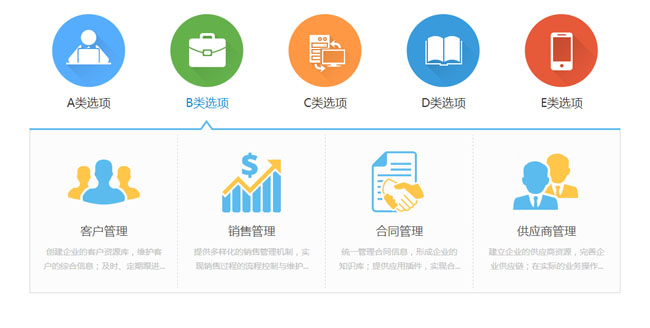 A类选项
B类选项
C类选项
D类选项
E类选项
客户管理
销售管理
合同管理
供应商管理
创建企业的客户资源库，维护客
户的综合信息；及时、定期跟进...
提供多样化的销售管理机制，实
现销售过程的流程控制与维护...
统一管理合同信息，形成企业的
知识库；提供应用插件，实现合...
建立企业的供应商资源，完善企
业供应链；在实际的业务操作...